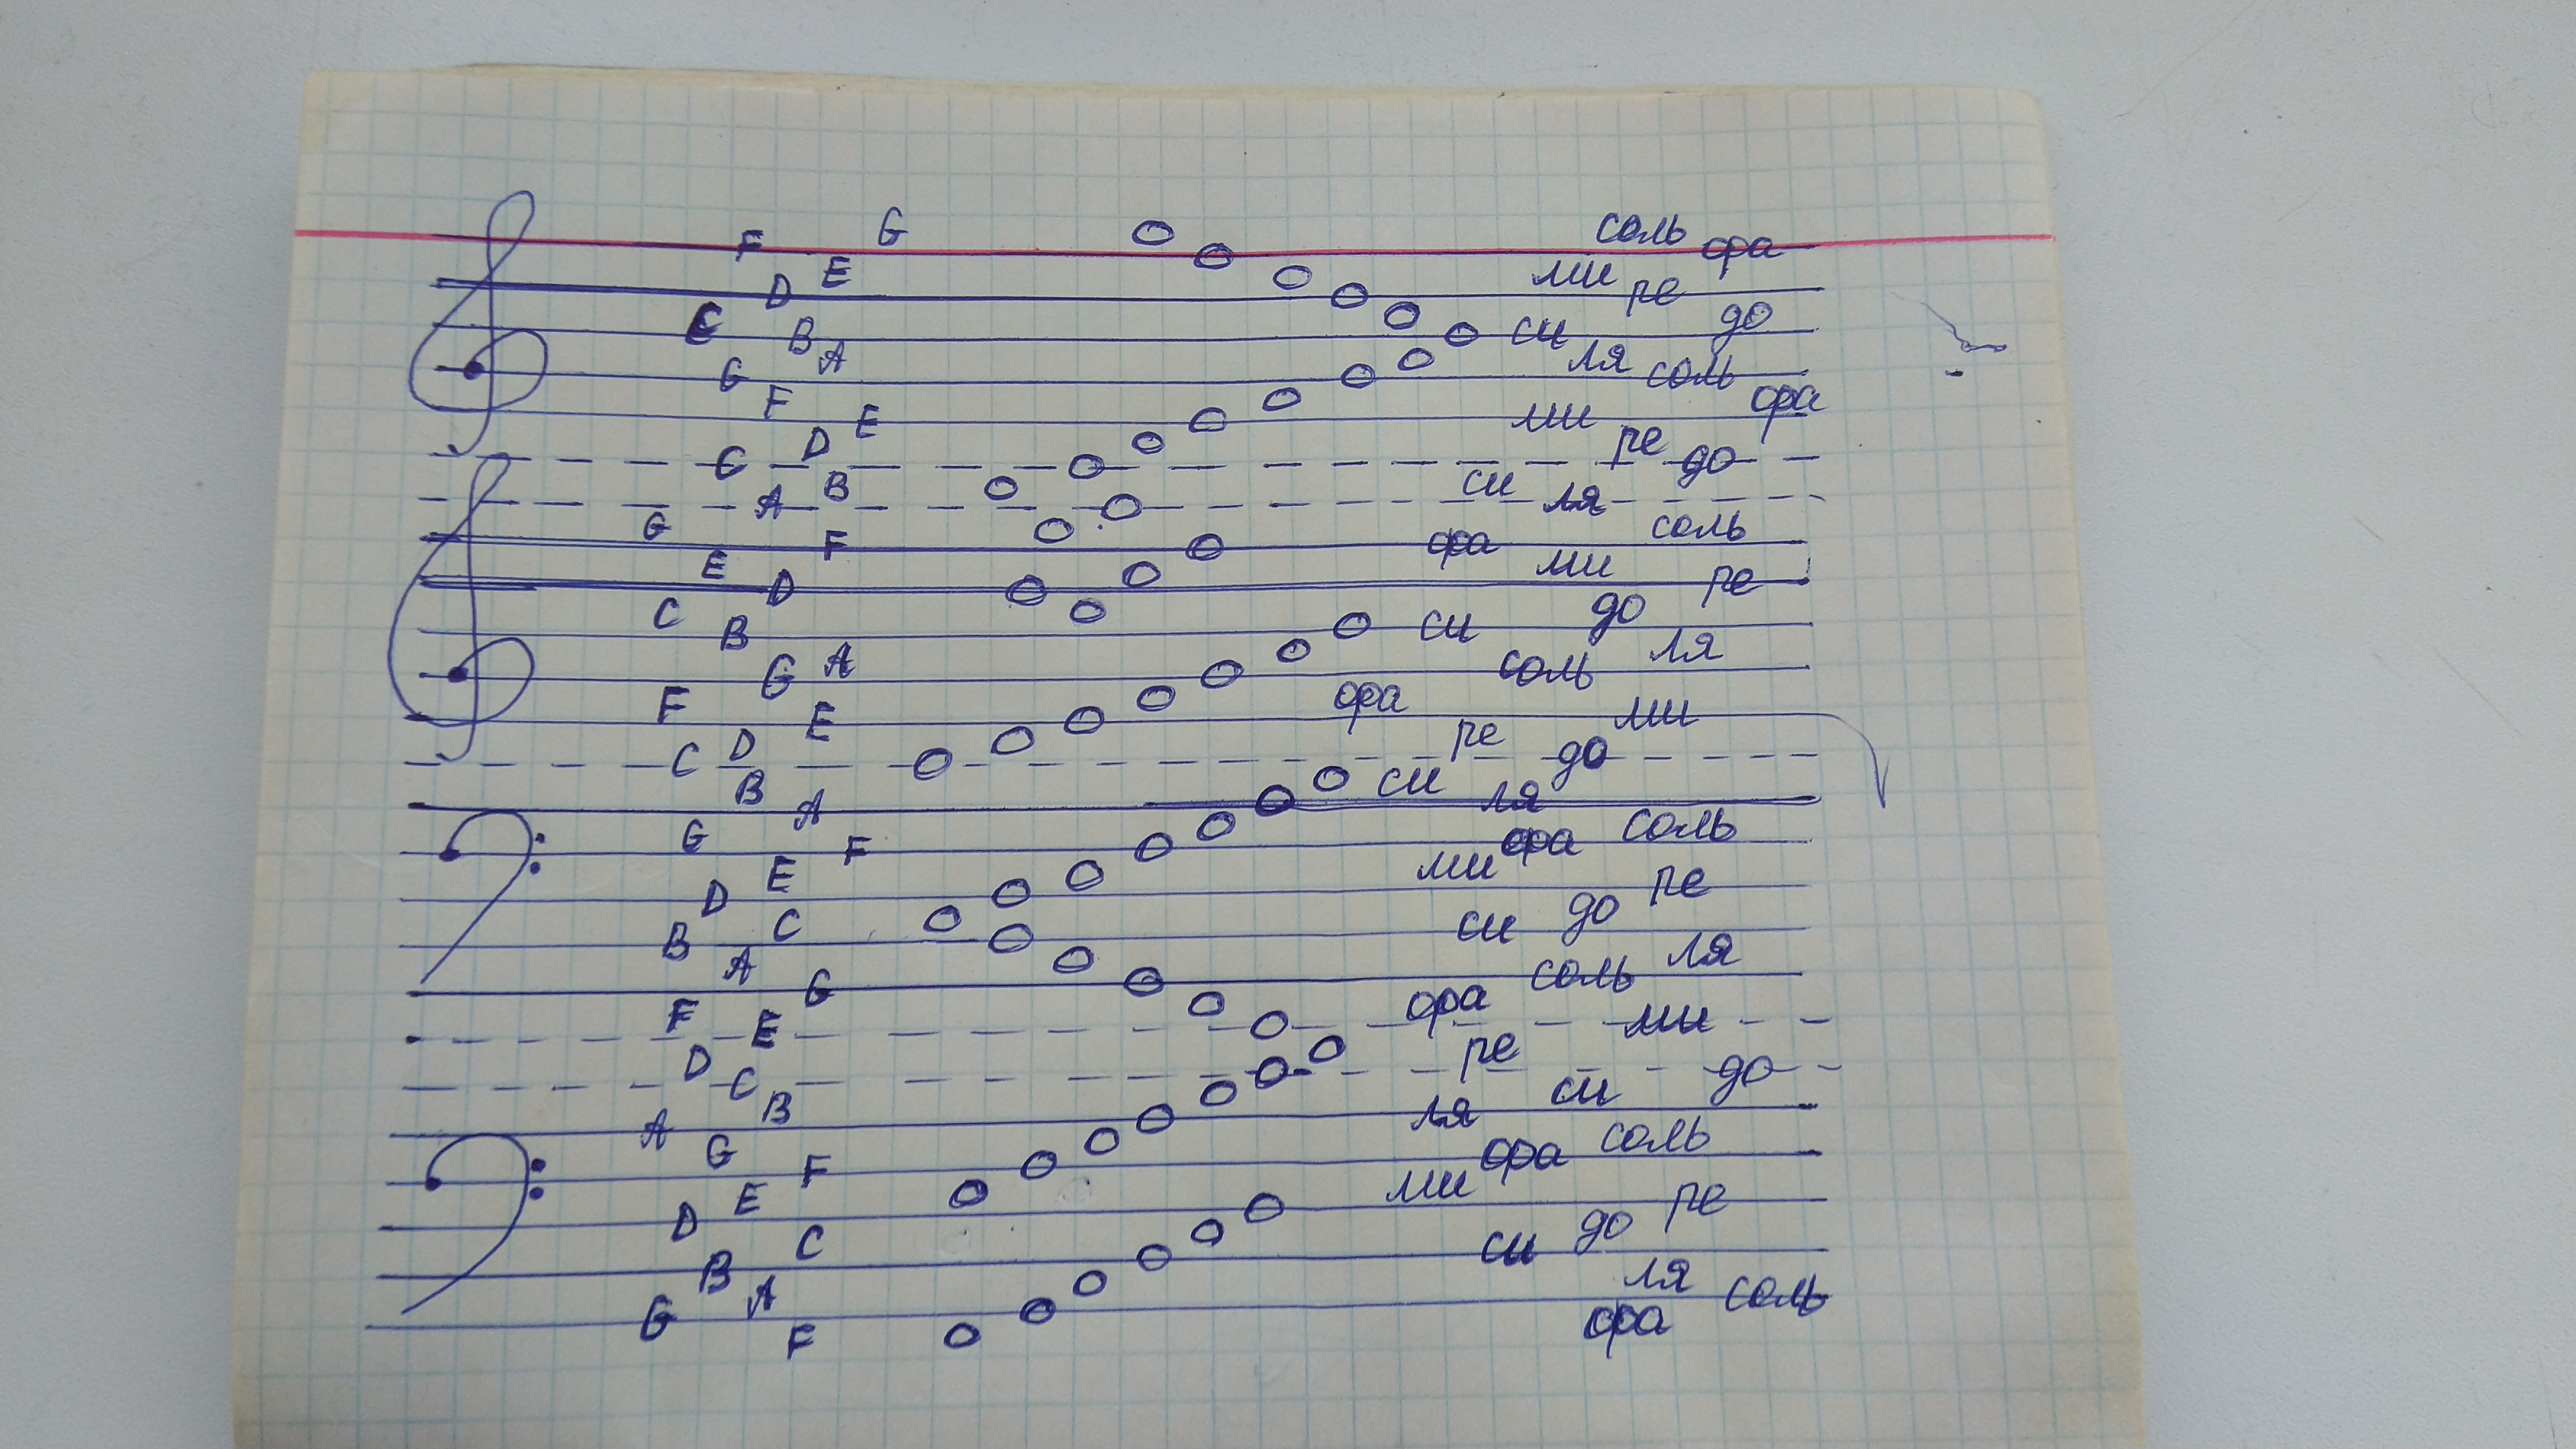 F G соль фа
D E ми ре
C B си до
G A ля соль
F E ми фа
C D ре до
A B си ля
G F фа соль
E D ми ре
C B си до
G A соль ля
F E фа ми
C D ре до
B A си ля
G F фа соль
D E ми ре
B C си до
A G соль ля
F E фа ми
D C ре до
A B ля си
G F фа соль
D E ми ре
B C си до
G A ля соль
F фа